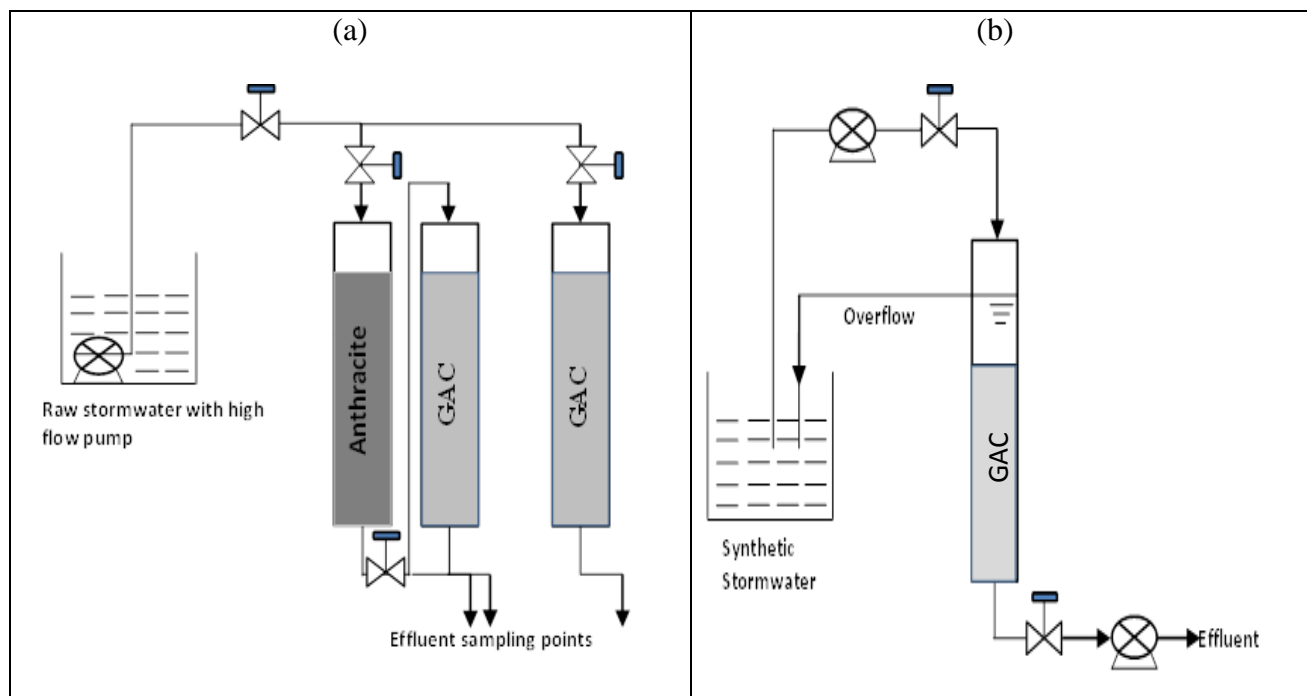 (a)
Anthracite
GAC
GAC
Raw stormwater with high
flow pump
Effluent sampling points
(b)
Overflow
GAC
Synthetic
Stormwater
Effluent